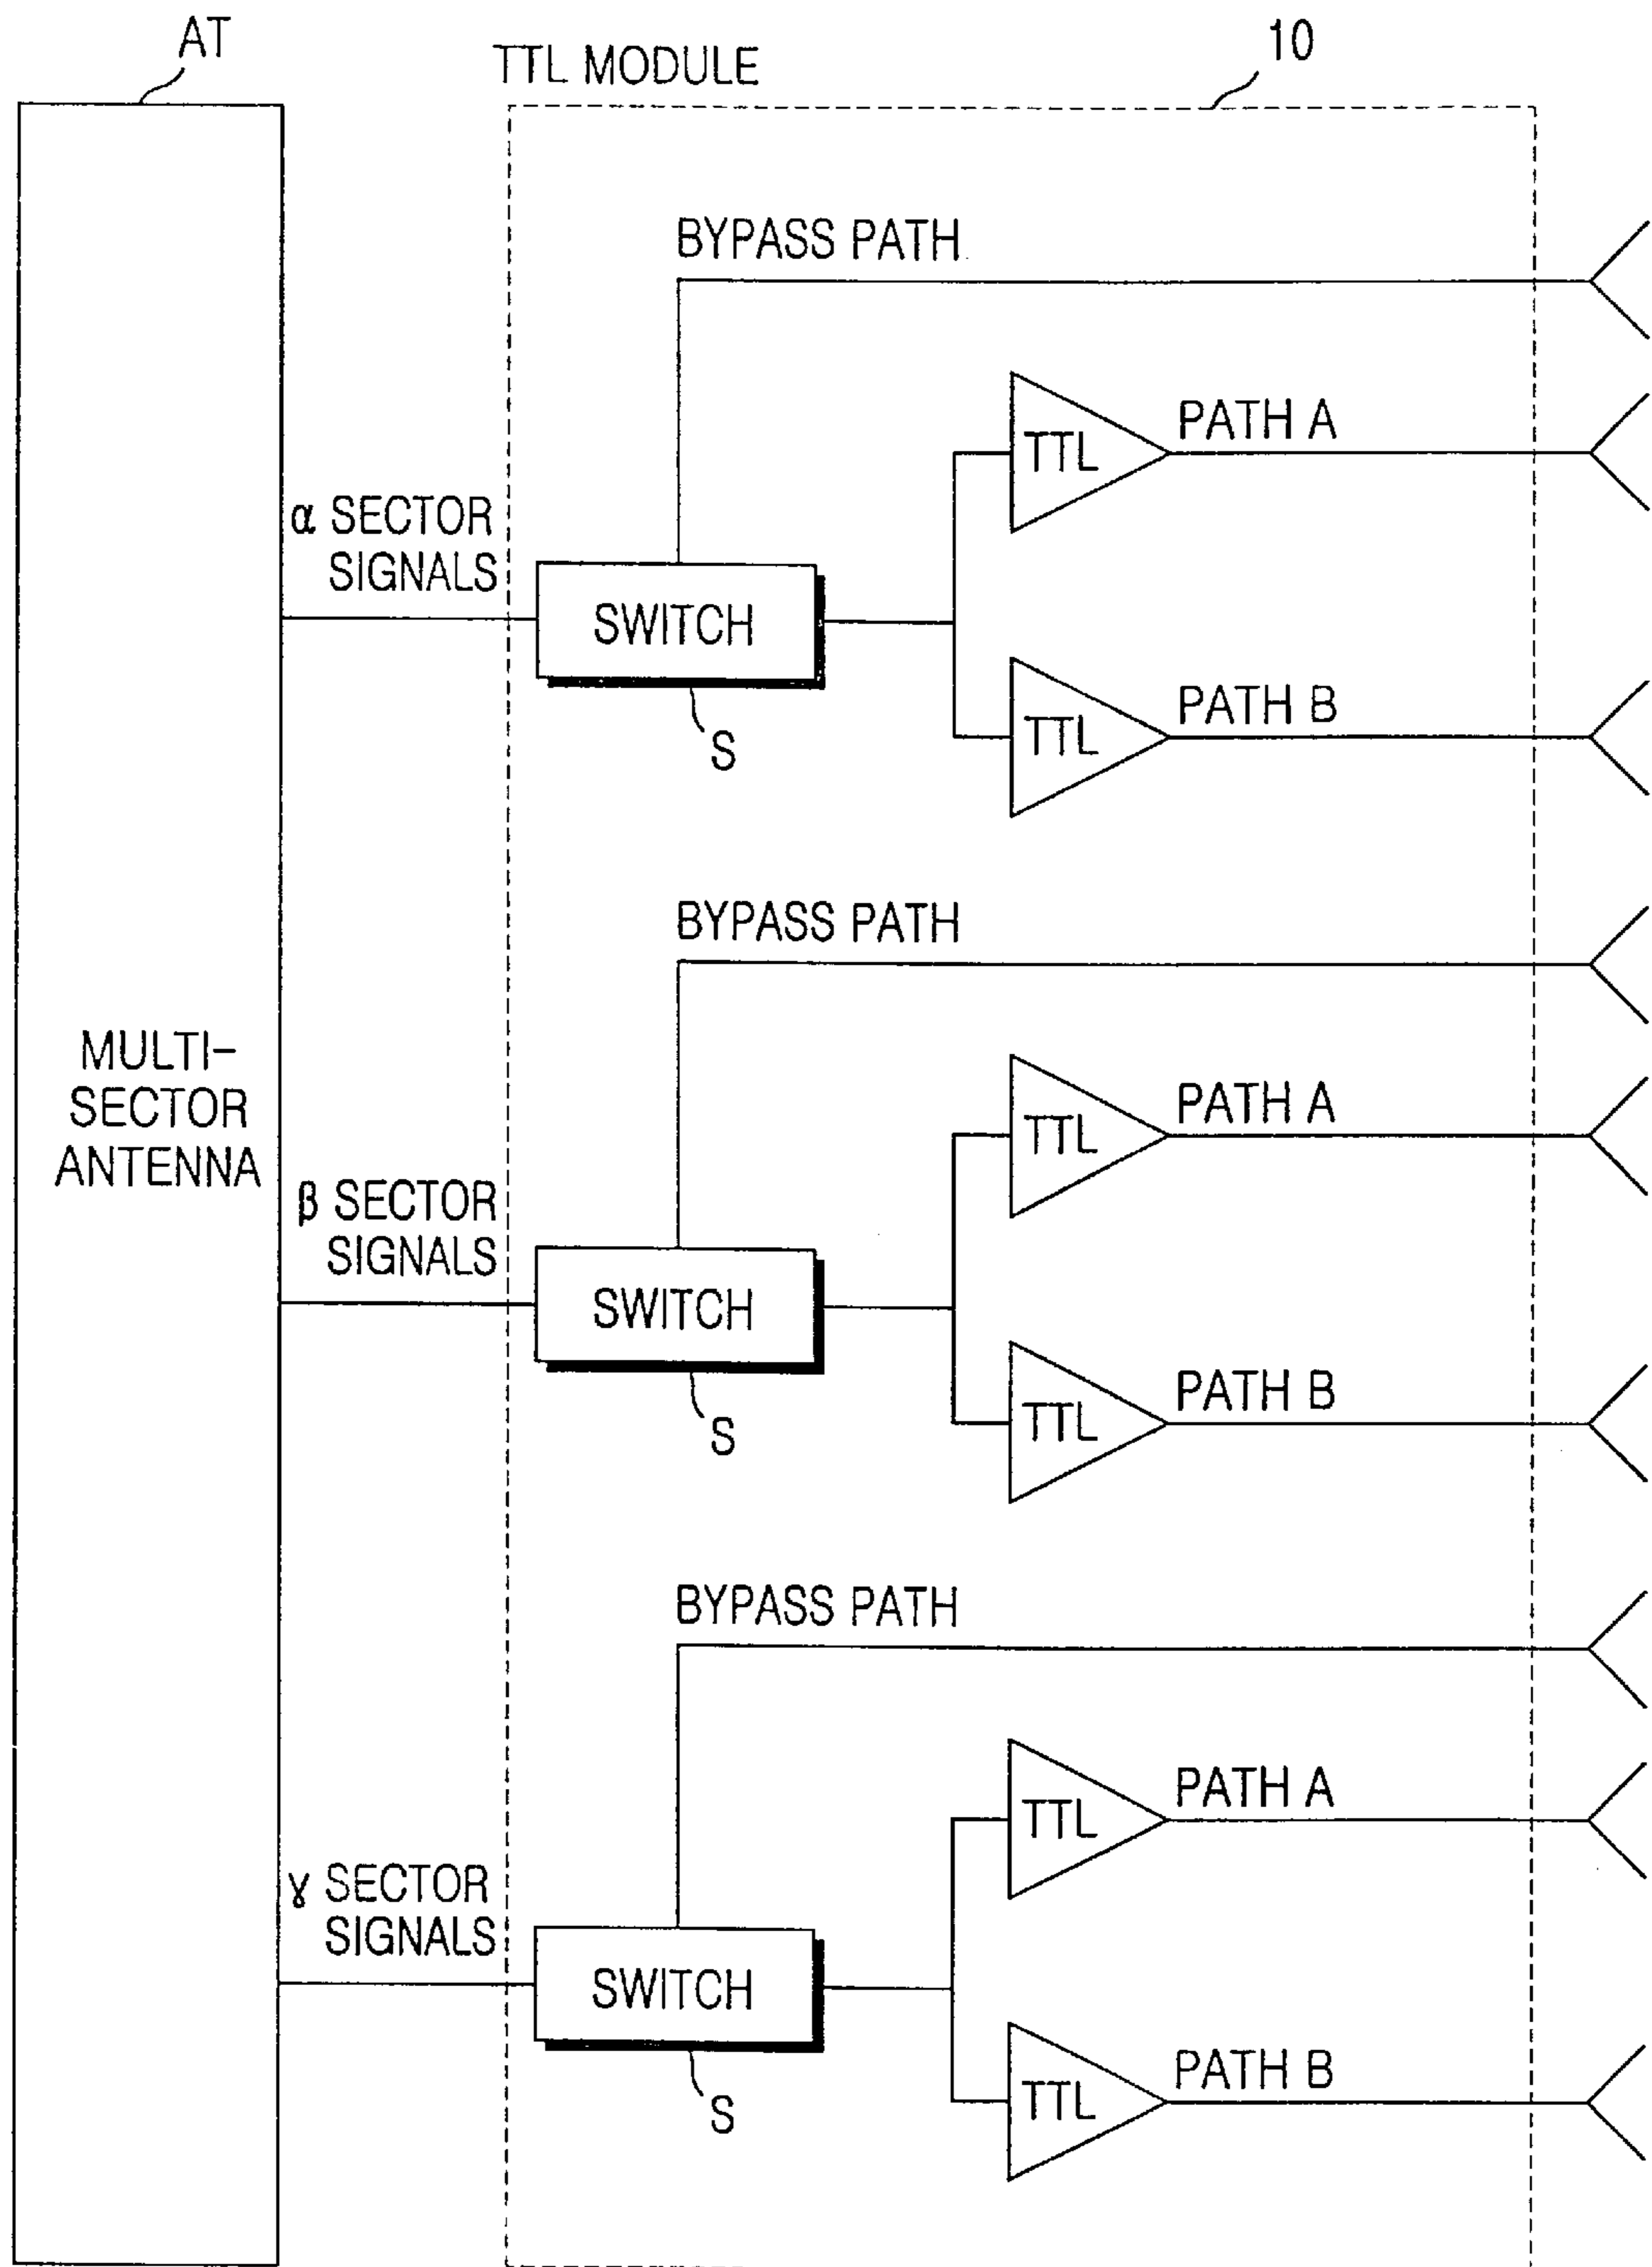 AT
TTL MODULE
10
BYPASS PATH
TTL
PATH A
α SECTOR
SIGNALS
SWITCH
TTL
PATH B
S
BYPASS PATH
MULTI-
SECTOR
ANTENNA
TTL
PATH A
β SECTOR
SIGNALS
SWITCH
TTL
PATH B
S
BYPASS PATH
TTL
PATH A
γ SECTOR
SIGNALS
SWITCH
TTL
PATH B
S